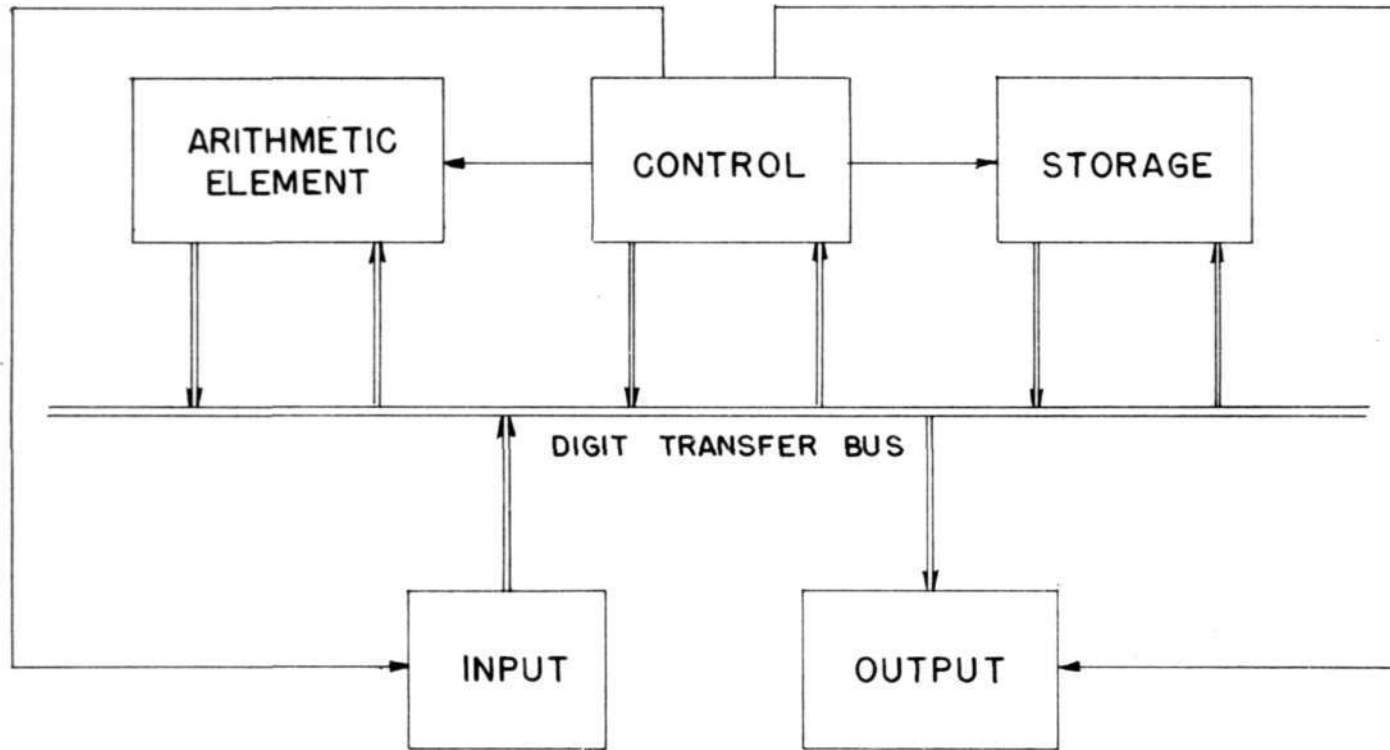 ARITHMETIC
ELEMENT
CONTROL
STORAGE
DIGIT TRANSFER BUS
INPUT
OUTPUT